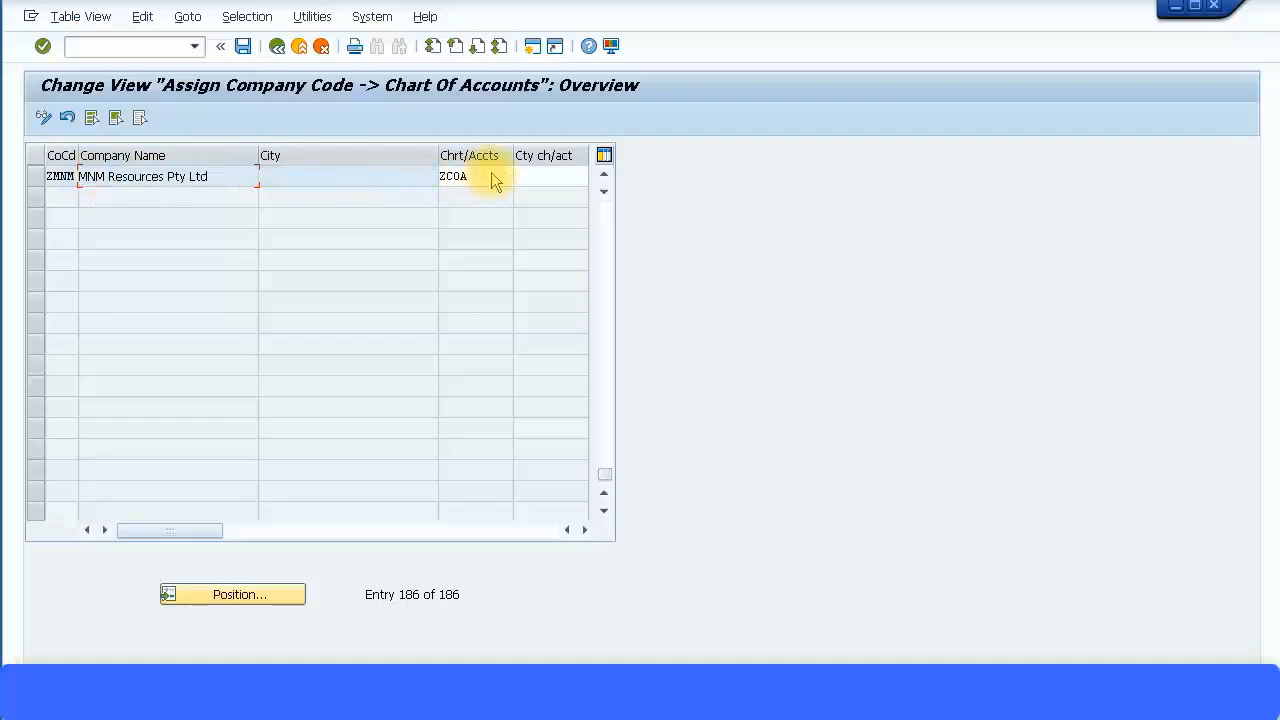 Table View Edit Goto Selection Utilities System Help
Change View "Assign Company Code -> Chart of Accounts": Overview
CoCd Company Name City Chrt/Accts Cty ch/act
ZMNM MNM Resources Pty Ltd ZCOA
Position... Entry 186 of 186